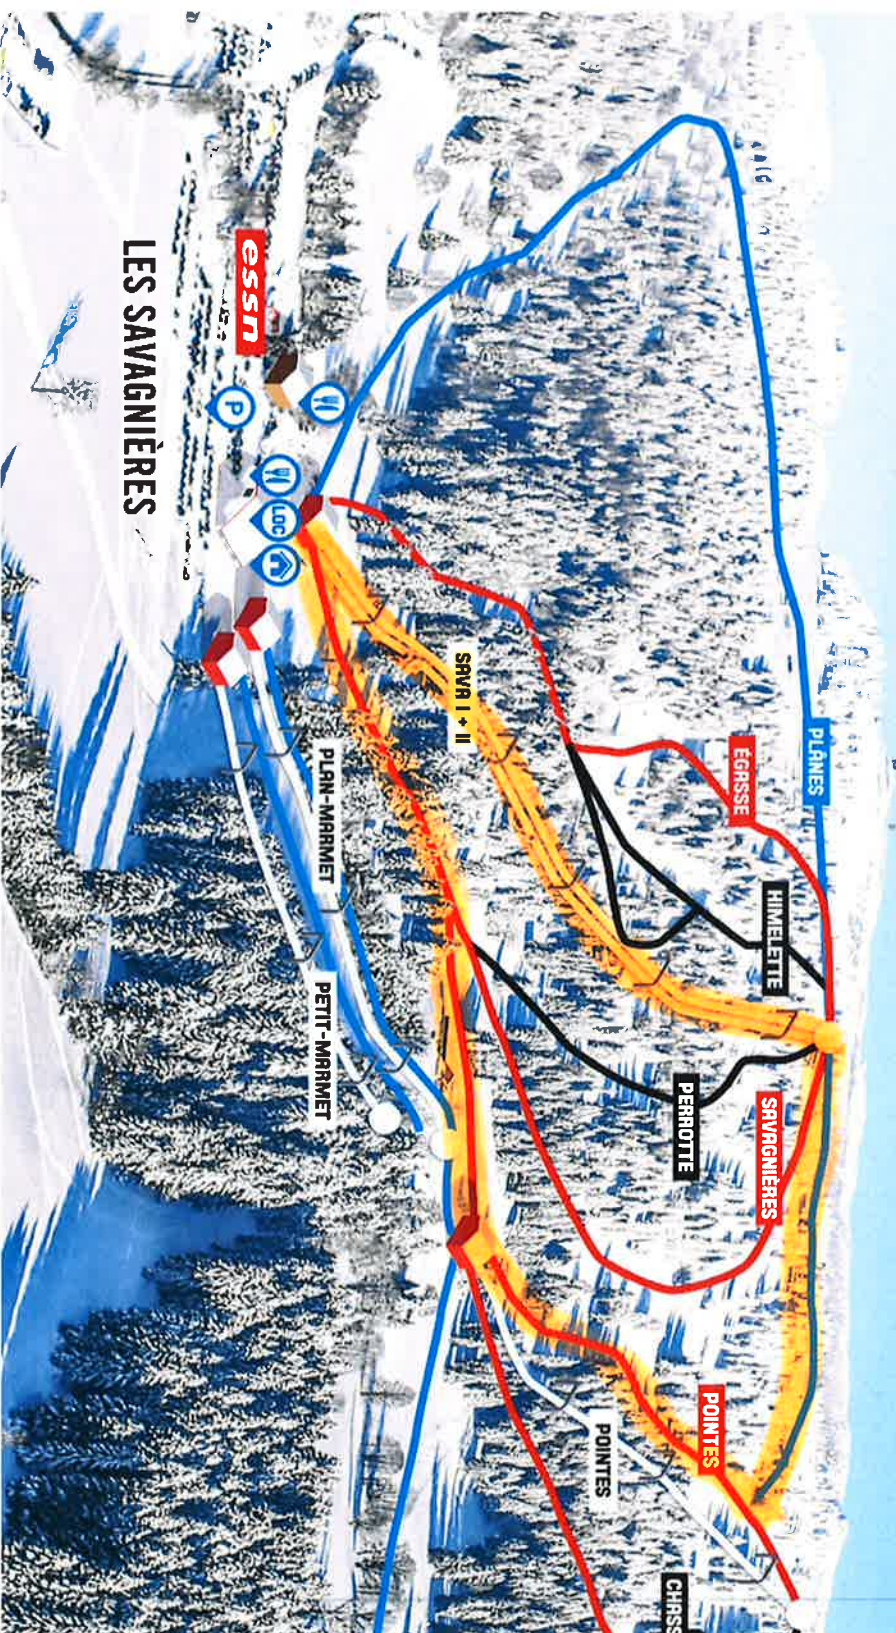 PLANES
ÉGASSE
HIMELETTE
SAVAGNIÈRES
PERROTTE
POINTES
POINTES
SAVA I + II
PLAN-MARMET
PETIT-MARMET
essn
P
LOC
LES SAVAGNIÈRES